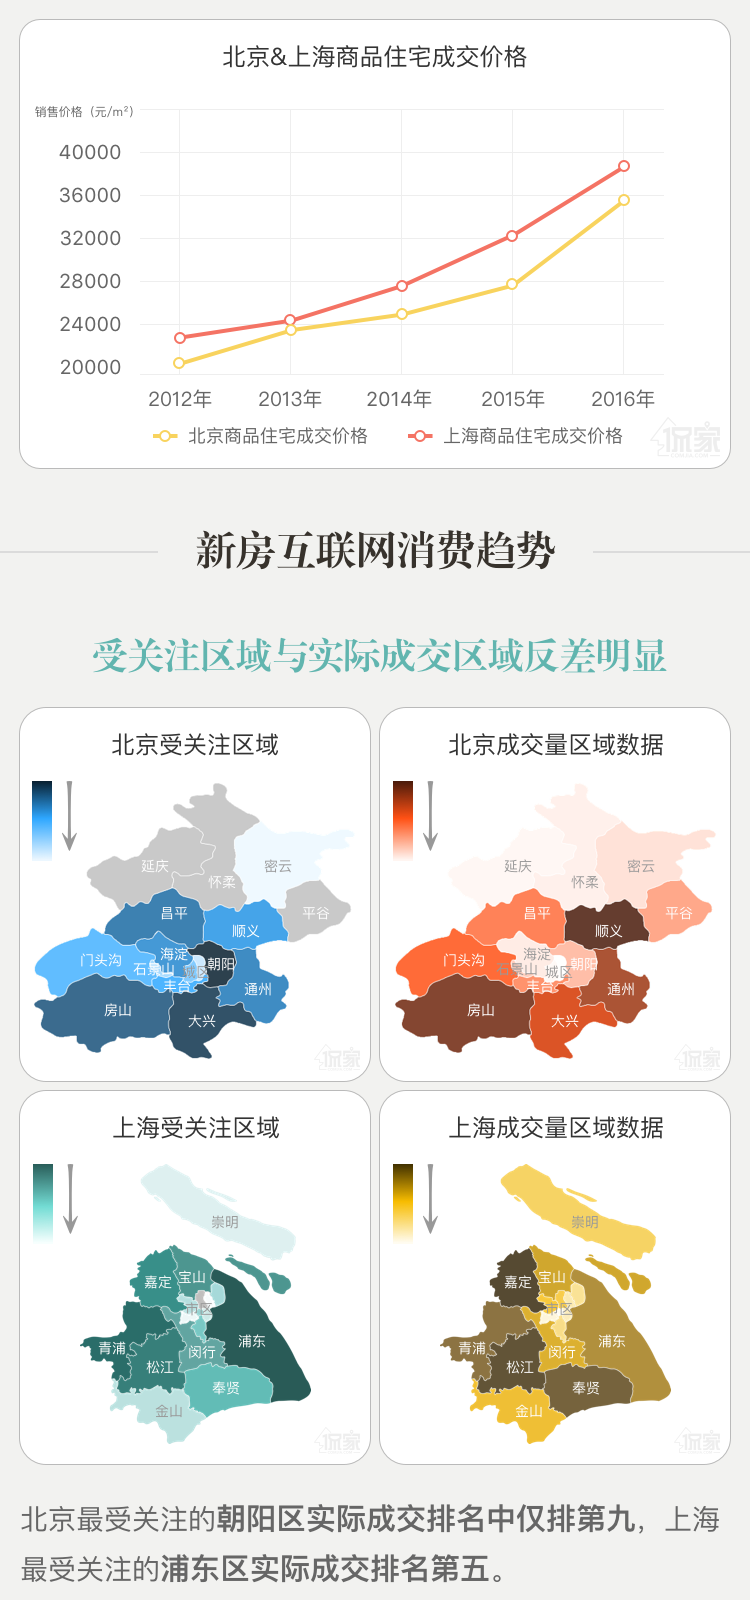 北京&上海商品住宅成交价格
销售价格（元/m²）
40000
36000
32000
28000
24000
20000
2012年 2013年 2014年 2015年 2016年
北京商品住宅成交价格 上海商品住宅成交价格
侃家
新房互联网消费趋势
受关注区域与实际成交区域反差明显
北京受关注区域
延庆
密云
怀柔
昌平
平谷
顺义
海淀
门头沟
石景山
城区
朝阳
丰台
通州
房山
大兴
侃家
北京成交量区域数据
延庆
密云
怀柔
昌平
平谷
顺义
海淀
门头沟
石景山
城区
朝阳
丰台
通州
房山
大兴
侃家
上海受关注区域
崇明
嘉定
宝山
市区
青浦
浦东
闵行
松江
奉贤
金山
侃家
上海成交量区域数据
崇明
嘉定
宝山
市区
青浦
浦东
闵行
松江
奉贤
金山
侃家
北京最受关注的朝阳区实际成交排名中仅排第九，上海
最受关注的浦东区实际成交排名第五。